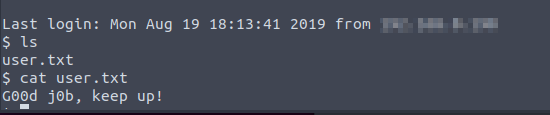 Last login: Mon Aug 19 18:13:41 2019 from
$ ls
user.txt
$ cat user.txt
G00d j0b, keep up!